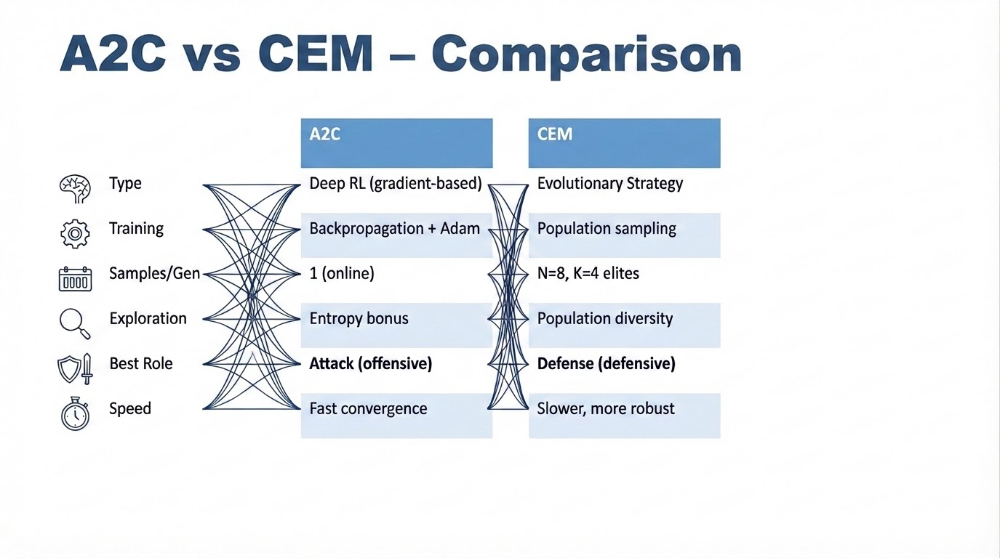 A2C vs CEM – Comparison
A2C CEM
Type Deep RL (gradient-based) Evolutionary Strategy
Training Backpropagation + Adam Population sampling
Samples/Gen 1 (online) N=8, K=4 elites
Exploration Entropy bonus Population diversity
Best Role Attack (offensive) Defense (defensive)
Speed Fast convergence Slower, more robust